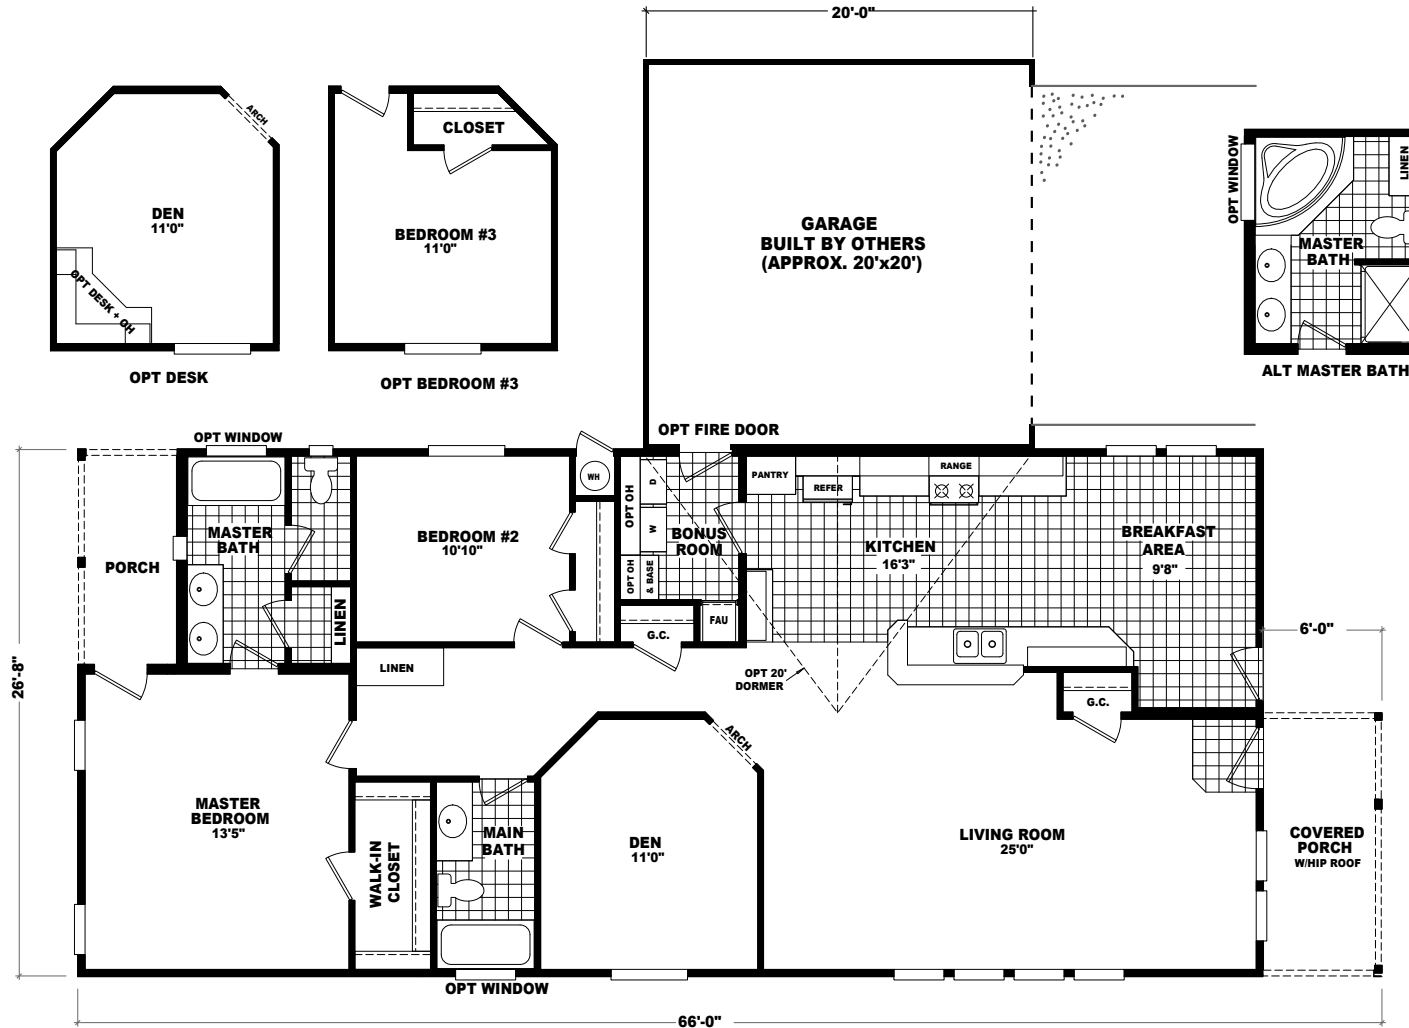 20'-0"
ARCH
DEN
11'0"
OPT DESK + OH
OPT DESK
CLOSET
BEDROOM #3
11'0"
OPT BEDROOM #3
GARAGE
BUILT BY OTHERS
(APPROX. 20'x20')
OPT WINDOW
LINEN
MASTER
BATH
ALT MASTER BATH
OPT WINDOW
OPT FIRE DOOR
26'-8"
PORCH
MASTER
BATH
LINEN
BEDROOM #2
10'10"
WH
OPT OH
D
W
OPT OH
& BASE
BONUS
ROOM
G.C.
FAU
PANTRY
REFER
RANGE
KITCHEN
16'3"
BREAKFAST
AREA
9'8"
6'-0"
LINEN
OPT 20'
DORMER
G.C.
ARCH
MASTER
BEDROOM
13'5"
WALK-IN
CLOSET
MAIN
BATH
DEN
11'0"
LIVING ROOM
25'0"
COVERED
PORCH
W/HIP ROOF
OPT WINDOW
66'-0"